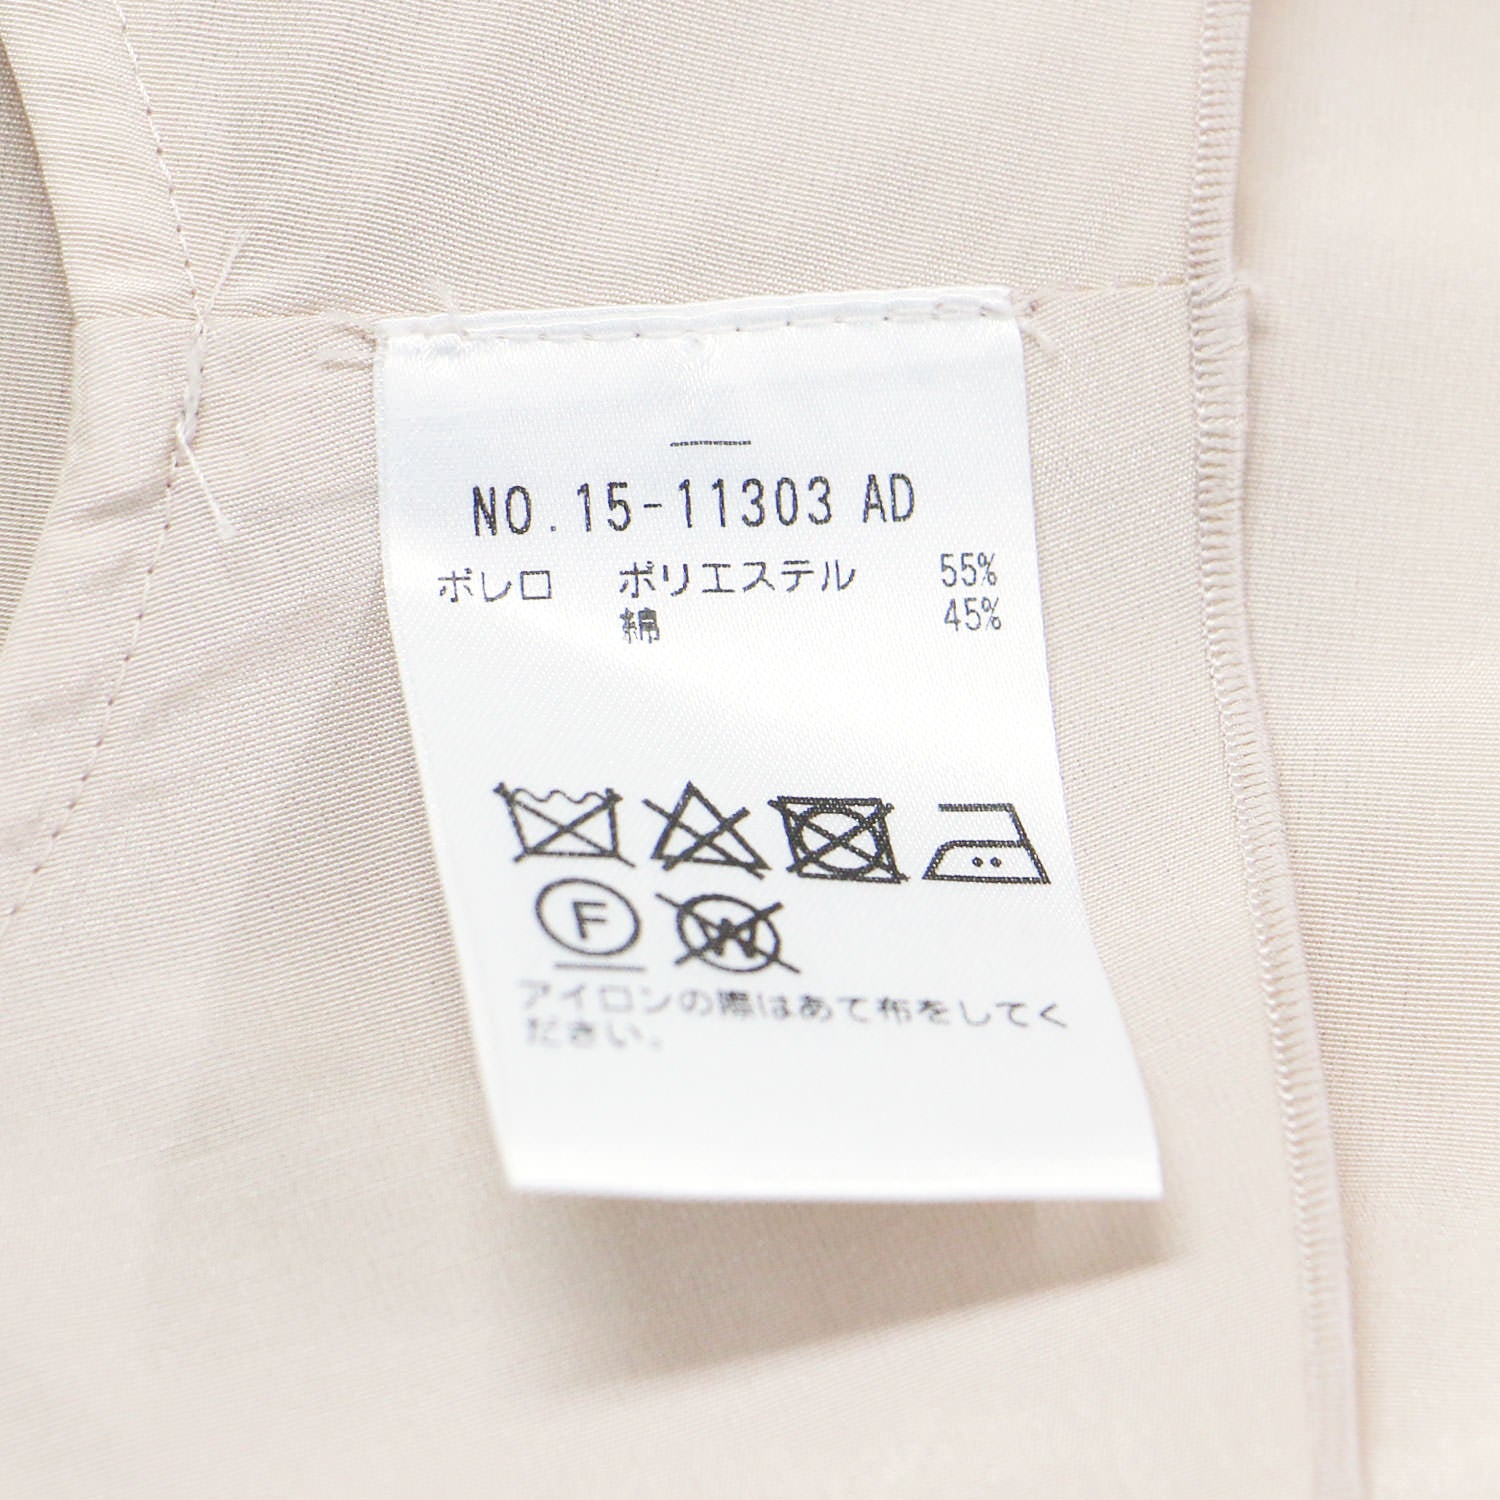 NO.15-11303 AD
ボレロ ポリエステル 55%
綿 45%
F
W
アイロンの際はあて布をしてく
ださい。